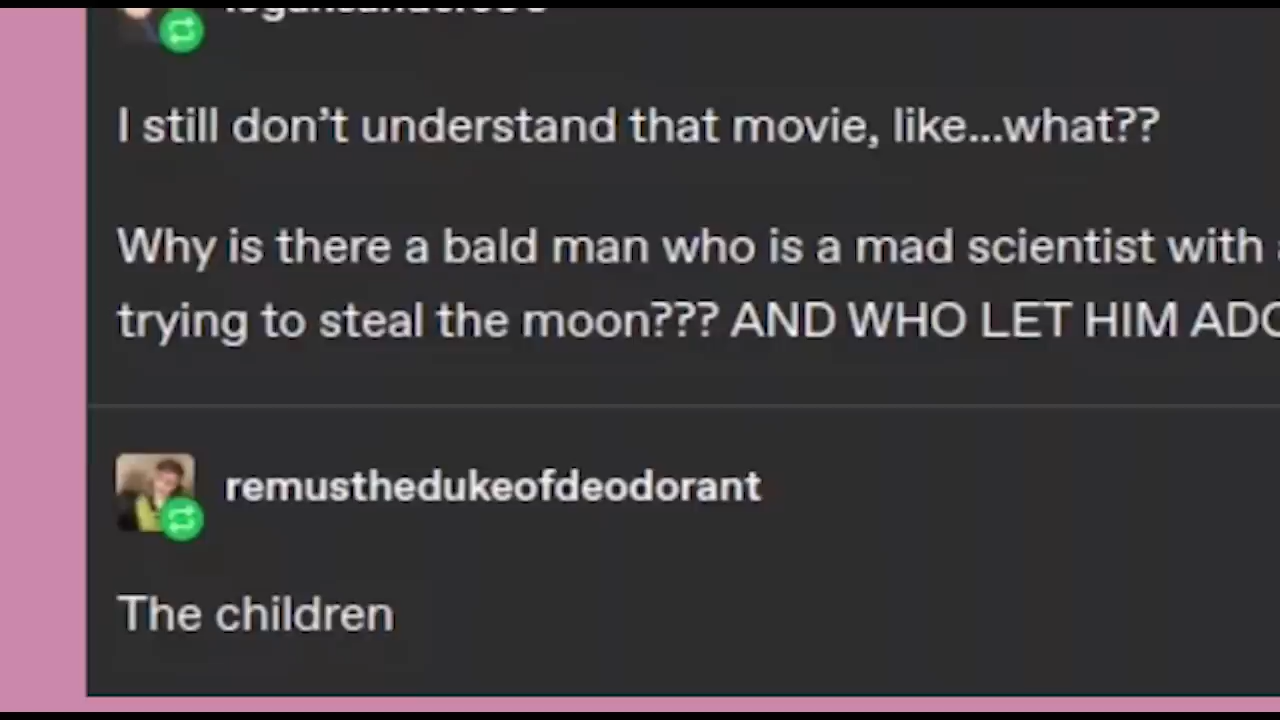 I still don't understand that movie, like...what??
Why is there a bald man who is a mad scientist with
trying to steal the moon??? AND WHO LET HIM
remusthedukeofdeodorant
The children